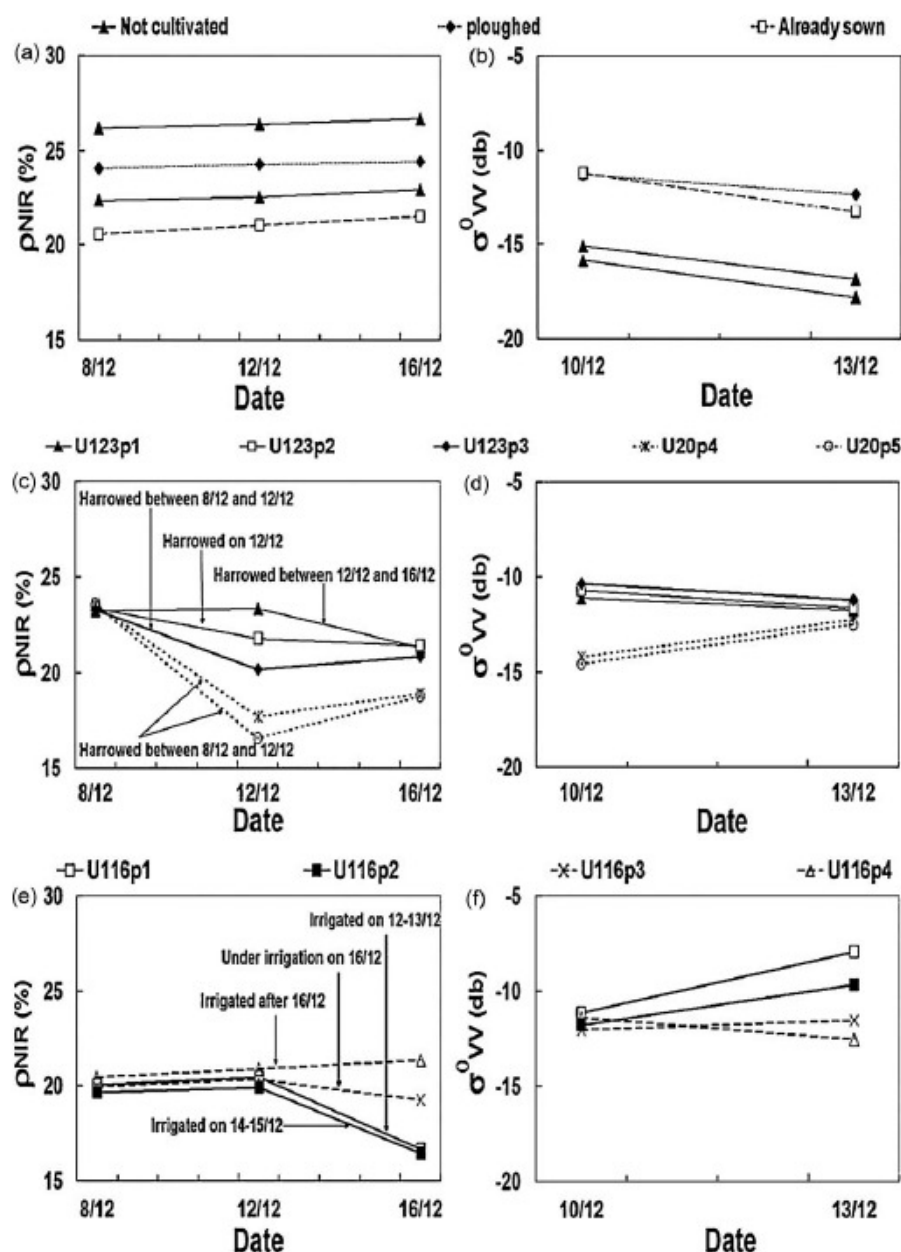 Not cultivated ploughed Already sown
(a) (b)
30 -5
25 -10
20 -15
15 -20
ρNIR (%) σ⁰VV (db)
8/12 12/12 16/12 10/12 13/12
Date Date
U123p1 U123p2 U123p3 U20p4 U20p5
(c) (d)
30 -5
Harrowed between 8/12 and 12/12
Harrowed on 12/12
Harrowed between 12/12 and 16/12
25 -10
20 -15
Harrowed between 8/12 and 12/12
15 -20
ρNIR (%) σ⁰VV (db)
8/12 12/12 16/12 10/12 13/12
Date Date
U116p1 U116p2 U116p3 U116p4
(e) (f)
30 -5
Irrigated on 12-13/12
Under irrigation on 16/12
Irrigated after 16/12
25 -10
20 -15
Irrigated on 14-15/12
15 -20
ρNIR (%) σ⁰VV (db)
8/12 12/12 16/12 10/12 13/12
Date Date